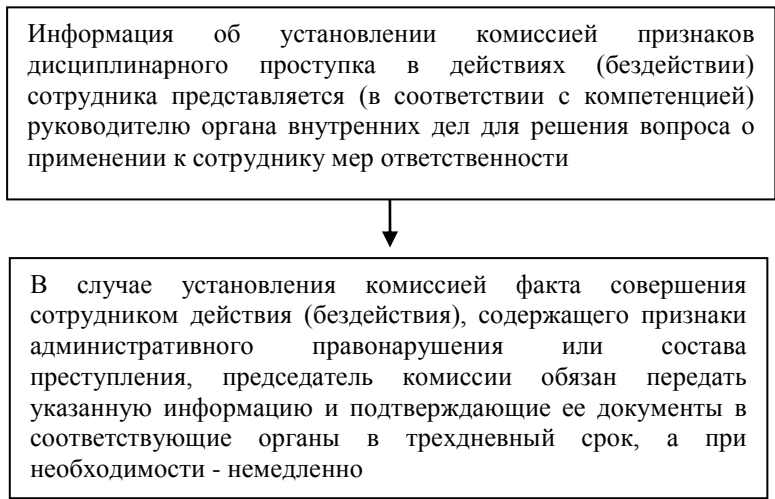 Информация об установлении комиссией признаков
дисциплинарного проступка в действиях (бездействии)
сотрудника представляется (в соответствии с компетенцией)
руководителю органа внутренних дел для решения вопроса о
применении к сотруднику мер ответственности
В случае установления комиссией факта совершения
сотрудником действия (бездействия), содержащего признаки
административного правонарушения или состава
преступления, председатель комиссии обязан передать
указанную информацию и подтверждающие ее документы в
соответствующие органы в трехдневный срок, а при
необходимости - немедленно